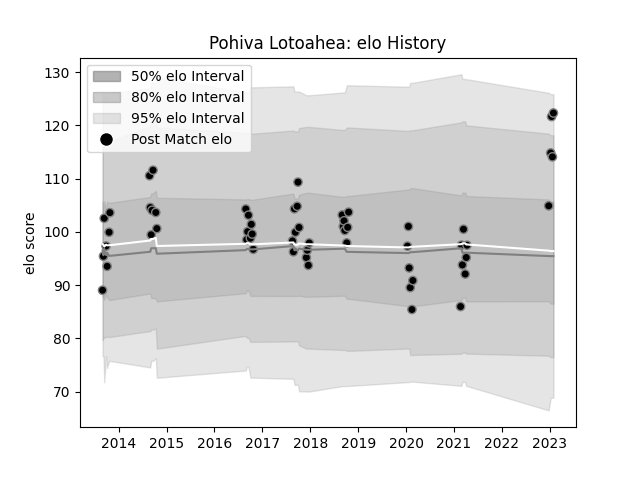 Pohiva Lotoahea: elo History
50% elo Interval
80% elo Interval
95% elo Interval
Post Match elo
elo score
130
120
110
100
90
80
70
2014 2015 2016 2017 2018 2019 2020 2021 2022 2023